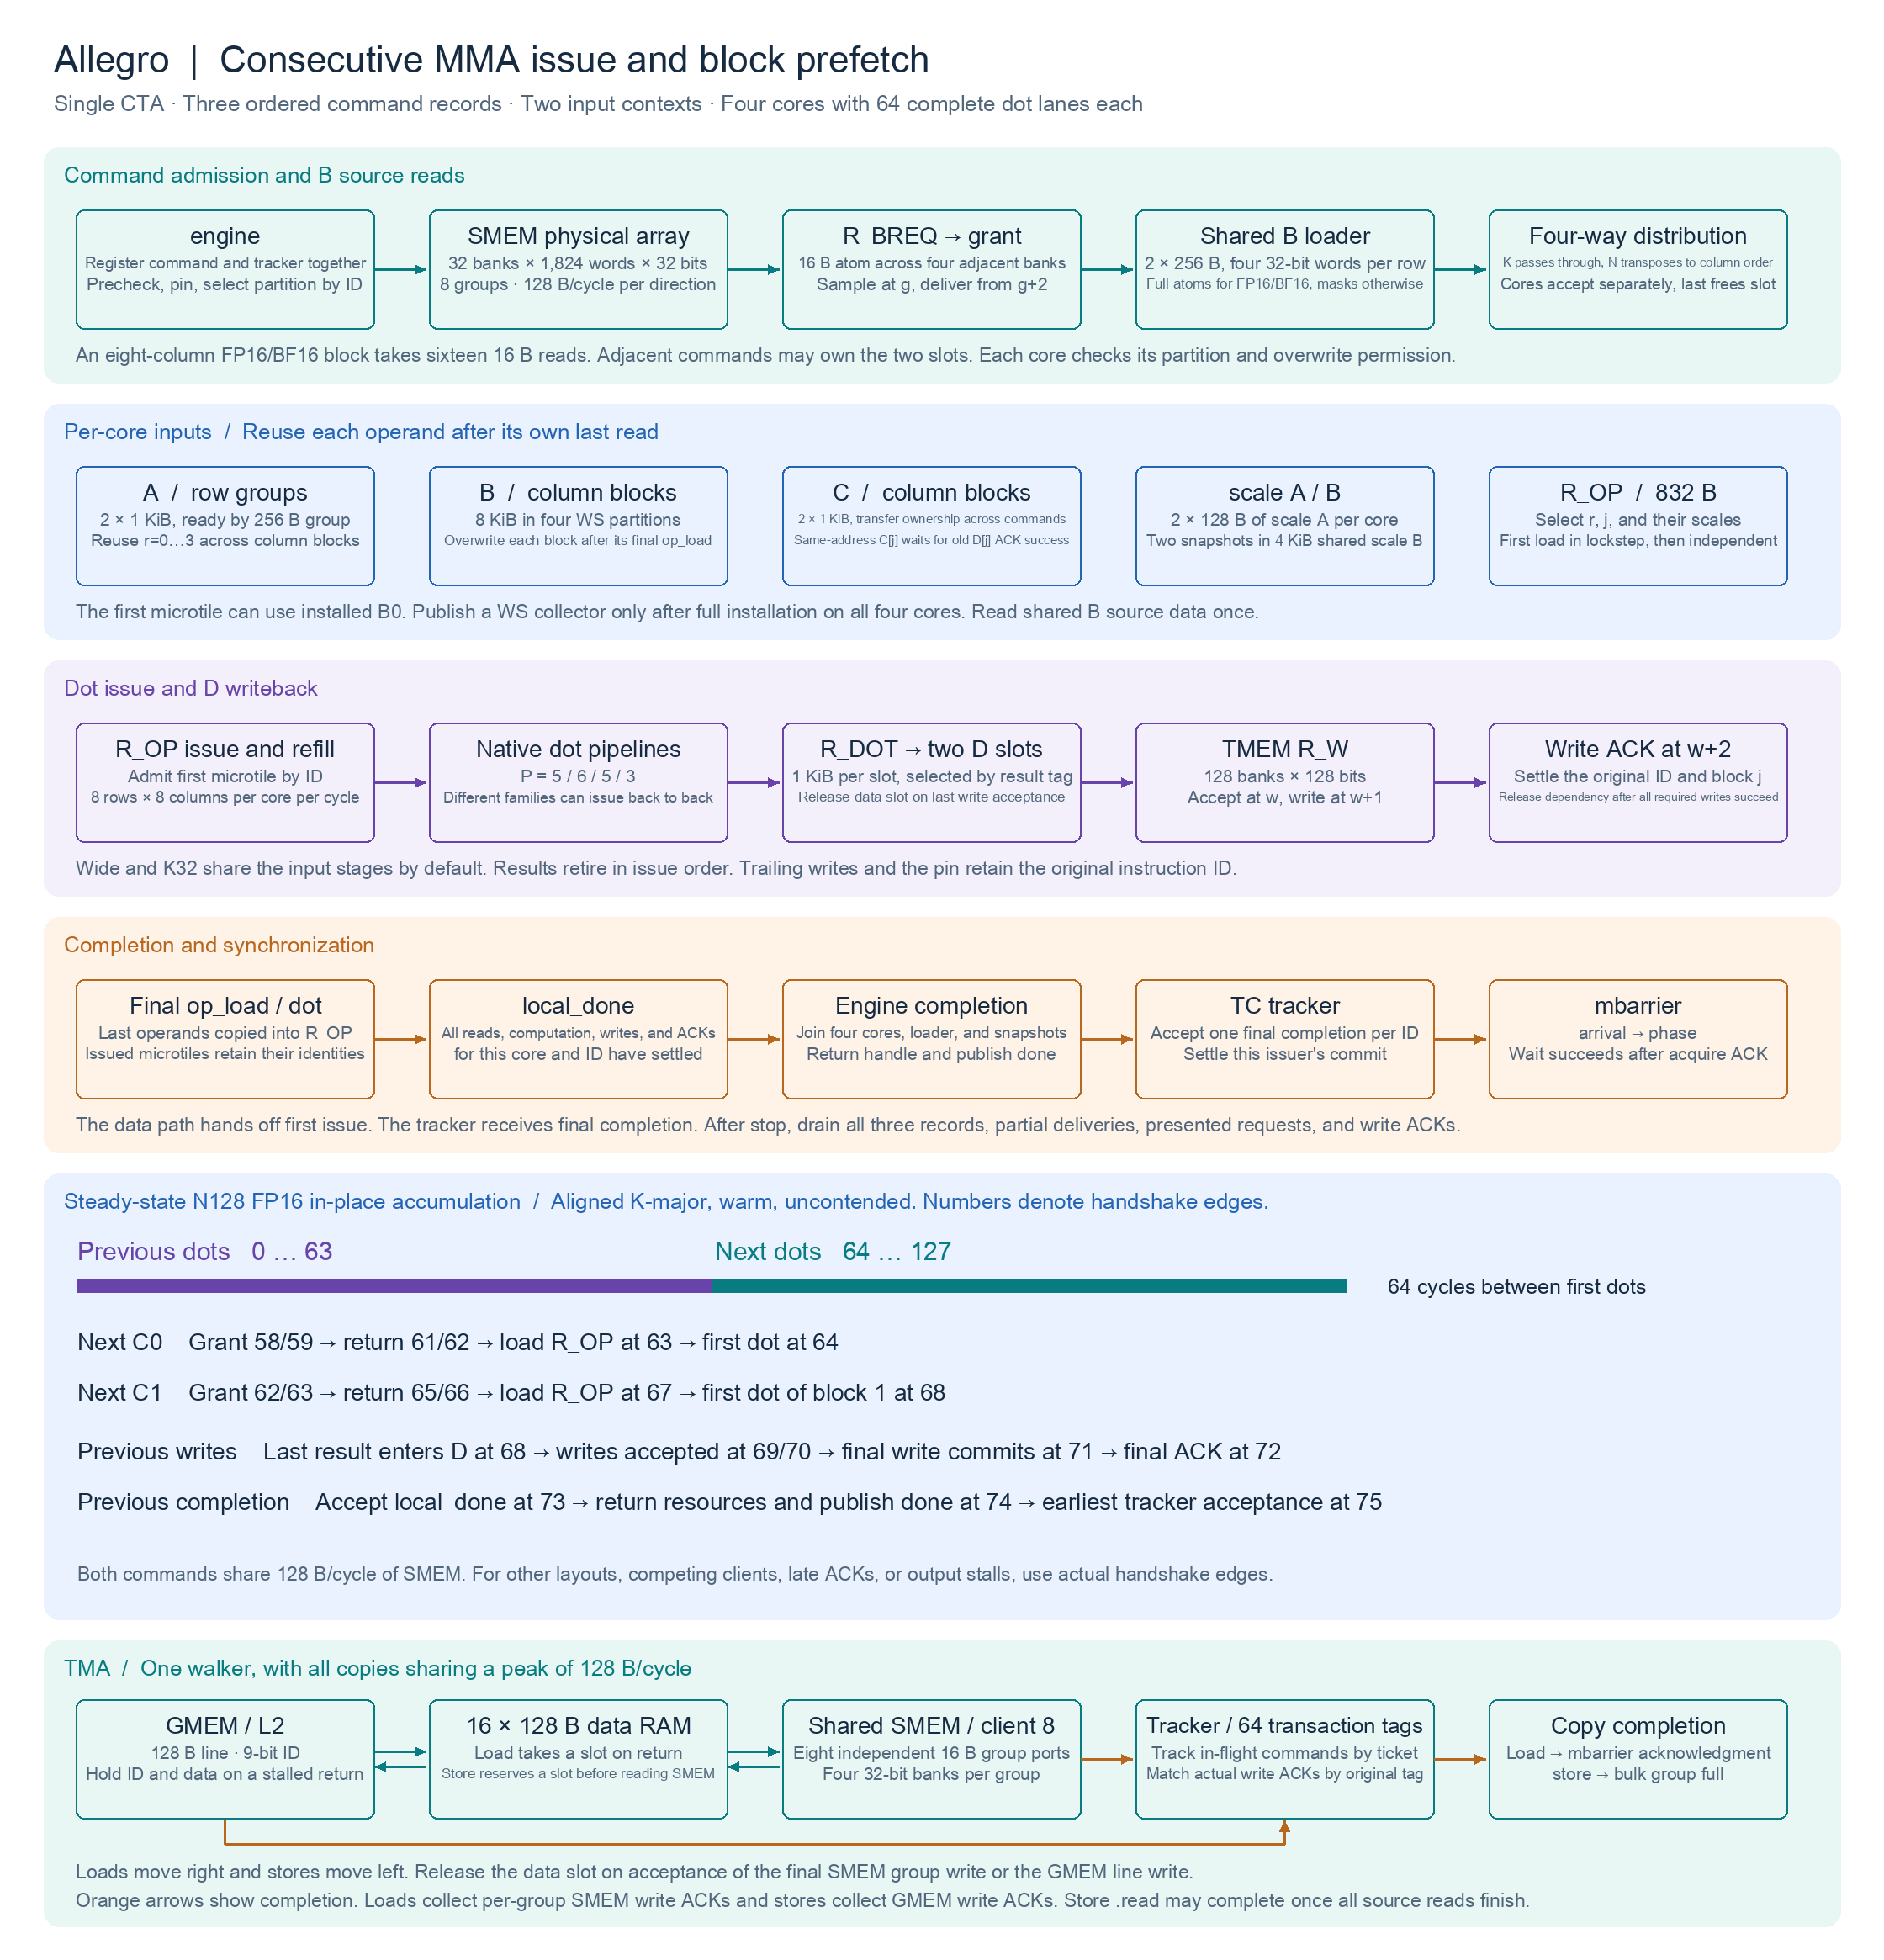 Allegro | Consecutive MMA issue and block prefetch
Single CTA · Three ordered command records · Two input contexts · Four cores with 64 complete dot lanes each
Command admission and B source reads
engine
Register command and tracker together
Precheck, pin, select partition by ID
SMEM physical array
32 banks × 1,824 words × 32 bits
8 groups · 128 B/cycle per direction
R_BREQ → grant
16 B atom across four adjacent banks
Sample at g, deliver from g+2
Shared B loader
2 × 256 B, four 32-bit words per row
Full atoms for FP16/BF16, masks otherwise
Four-way distribution
K passes through, N transposes to column order
Cores accept separately, last frees slot
An eight-column FP16/BF16 block takes sixteen 16 B reads. Adjacent commands may own the two slots. Each core checks its partition and overwrite permission.
Per-core inputs / Reuse each operand after its own last read
A / row groups
2 × 1 KiB, ready by 256 B group
Reuse r=0…3 across column blocks
B / column blocks
8 KiB in four WS partitions
Overwrite each block after its final op_load
C / column blocks
2 × 1 KiB, transfer ownership across commands
Same-address C[j] waits for old D[j] ACK success
scale A / B
2 × 128 B of scale A per core
Two snapshots in 4 KiB shared scale B
R_OP / 832 B
Select r, j, and their scales
First load in lockstep, then independent
The first microtile can use installed B0. Publish a WS collector only after full installation on all four cores. Read shared B source data once.
Dot issue and D writeback
R_OP issue and refill
Admit first microtile by ID
8 rows × 8 columns per core per cycle
Native dot pipelines
P = 5 / 6 / 5 / 3
Different families can issue back to back
R_DOT → two D slots
1 KiB per slot, selected by result tag
Release data slot on last write acceptance
TMEM R_W
128 banks × 128 bits
Accept at w, write at w+1
Write ACK at w+2
Settle the original ID and block j
Release dependency after all required writes succeed
Wide and K32 share the input stages by default. Results retire in issue order. Trailing writes and the pin retain the original instruction ID.
Completion and synchronization
Final op_load / dot
Last operands copied into R_OP
Issued microtiles retain their identities
local_done
All reads, computation, writes, and ACKs
for this core and ID have settled
Engine completion
Join four cores, loader, and snapshots
Return handle and publish done
TC tracker
Accept one final completion per ID
Settle this issuer's commit
mbarrier
arrival → phase
Wait succeeds after acquire ACK
The data path hands off first issue. The tracker receives final completion. After stop, drain all three records, partial deliveries, presented requests, and write ACKs.
Steady-state N128 FP16 in-place accumulation / Aligned K-major, warm, uncontended. Numbers denote handshake edges.
Previous dots 0 … 63
Next dots 64 … 127
64 cycles between first dots
Next C0 Grant 58/59 → return 61/62 → load R_OP at 63 → first dot at 64
Next C1 Grant 62/63 → return 65/66 → load R_OP at 67 → first dot of block 1 at 68
Previous writes Last result enters D at 68 → writes accepted at 69/70 → final write commits at 71 → final ACK at 72
Previous completion Accept local_done at 73 → return resources and publish done at 74 → earliest tracker acceptance at 75
Both commands share 128 B/cycle of SMEM. For other layouts, competing clients, late ACKs, or output stalls, use actual handshake edges.
TMA / One walker, with all copies sharing a peak of 128 B/cycle
GMEM / L2
128 B line · 9-bit ID
Hold ID and data on a stalled return
16 × 128 B data RAM
Load takes a slot on return
Store reserves a slot before reading SMEM
Shared SMEM / client 8
Eight independent 16 B group ports
Four 32-bit banks per group
Tracker / 64 transaction tags
Track in-flight commands by ticket
Match actual write ACKs by original tag
Copy completion
Load → mbarrier acknowledgment
store → bulk group full
Loads move right and stores move left. Release the data slot on acceptance of the final SMEM group write or the GMEM line write.
Orange arrows show completion. Loads collect per-group SMEM write ACKs and stores collect GMEM write ACKs. Store .read may complete once all source reads finish.